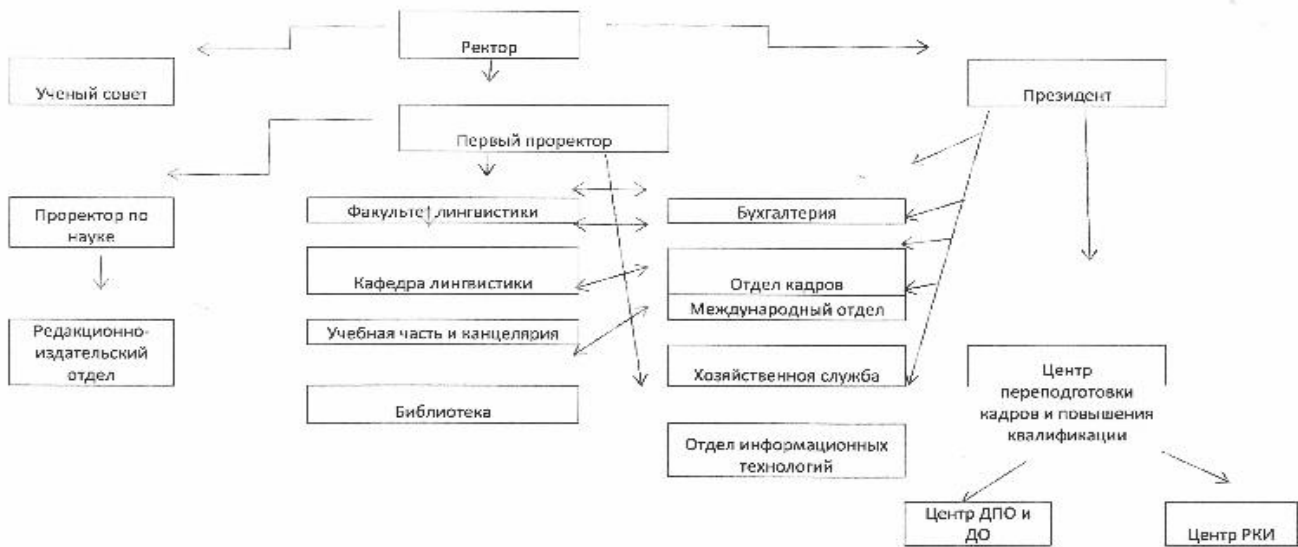 Ректор
Ученый совет
Президент
Первый проректор
Проректор по
науке
Факультет лингвистики
Бухгалтерия
Кафедра лингвистики
Отдел кадров
Международный отдел
Редакционно-
издательский
отдел
Учебная часть и канцелярия
Хозяйственноя служба
Центр
переподготовки
кадров и повышения
квалификации
Библиотека
Отдел информационных
технологий
Центр ДПО и
ДО
Центр РКИ